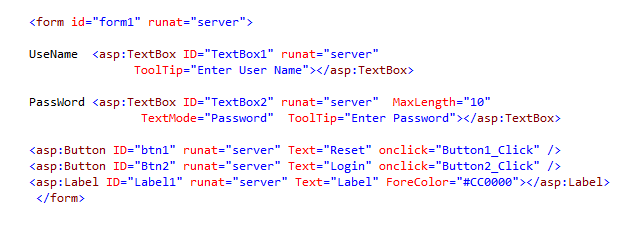 <form id="form1" runat="server">
UseName <asp:TextBox ID="TextBox1" runat="server"
ToolTip="Enter User Name"></asp:TextBox>
PassWord <asp:TextBox ID="TextBox2" runat="server" MaxLength="10"
TextMode="Password" ToolTip="Enter Password"></asp:TextBox>
<asp:Button ID="btn1" runat="server" Text="Reset" onclick="Button1_Click" />
<asp:Button ID="Btn2" runat="server" Text="Login" onclick="Button2_Click" />
<asp:Label ID="Label1" runat="server" Text="Label" ForeColor="#CC0000"></asp:Label>
</form>